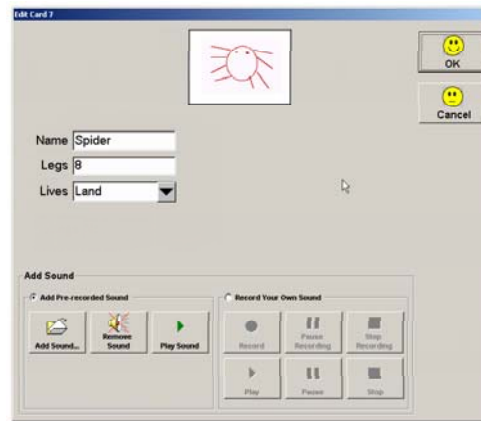 Edit Card 7
OK
Cancel
Name Spider
Legs 8
Lives Land
Add Sound
Add Pre-recorded Sound
Record Your Own Sound
Add Sound...
Remove Sound
Play Sound
Record
Pause Recording
Stop Recording
Play
Pause
Stop